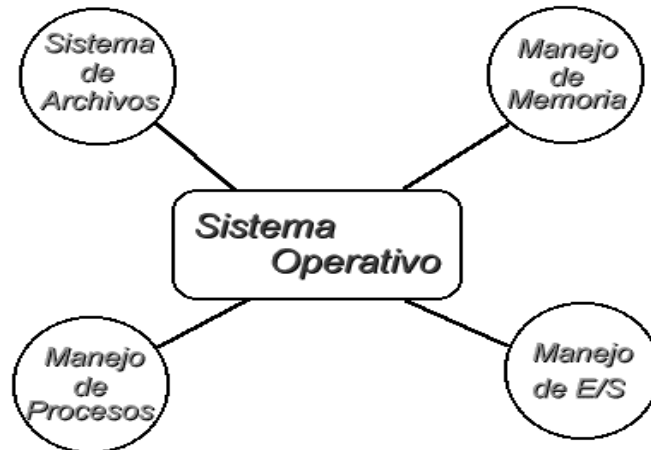 Sistema
de
Archivos
Manejo
de
Memoria
Sistema
Operativo
Manejo
de
Procesos
Manejo
de E/S